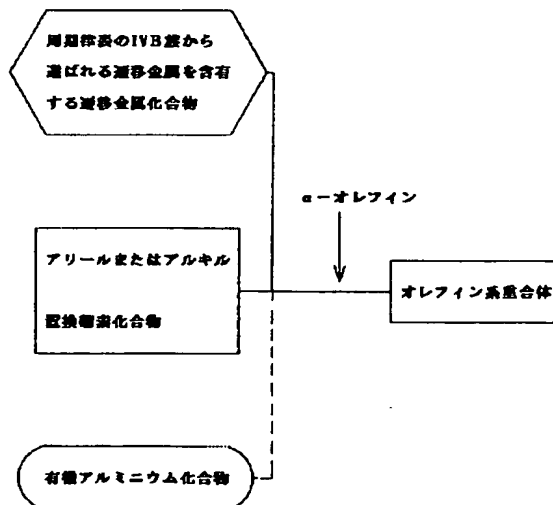 周期律表のIVB族から
選ばれる遷移金属を含有
する遷移金属化合物
α－オレフィン
アリールまたはアルキル
置換硼素化合物
オレフィン系重合体
有機アルミニウム化合物